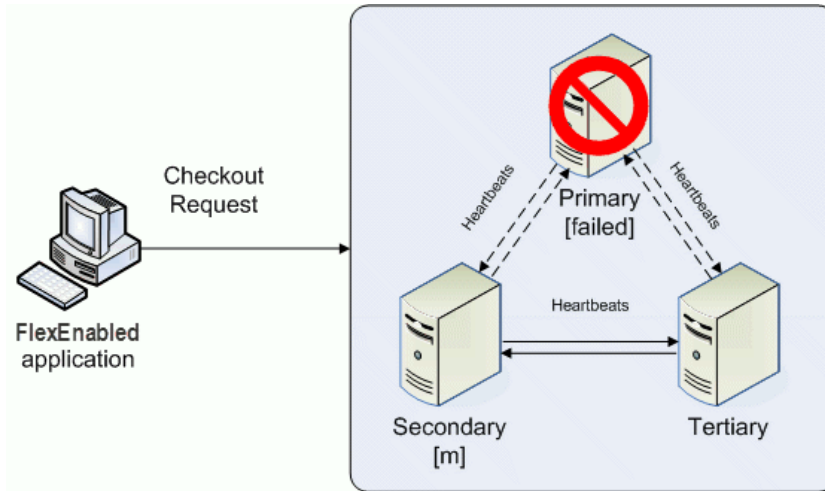 Checkout
Request
FlexEnabled
application
Heartbeats
Heartbeats
Primary
[failed]
Heartbeats
Secondary
[m]
Tertiary